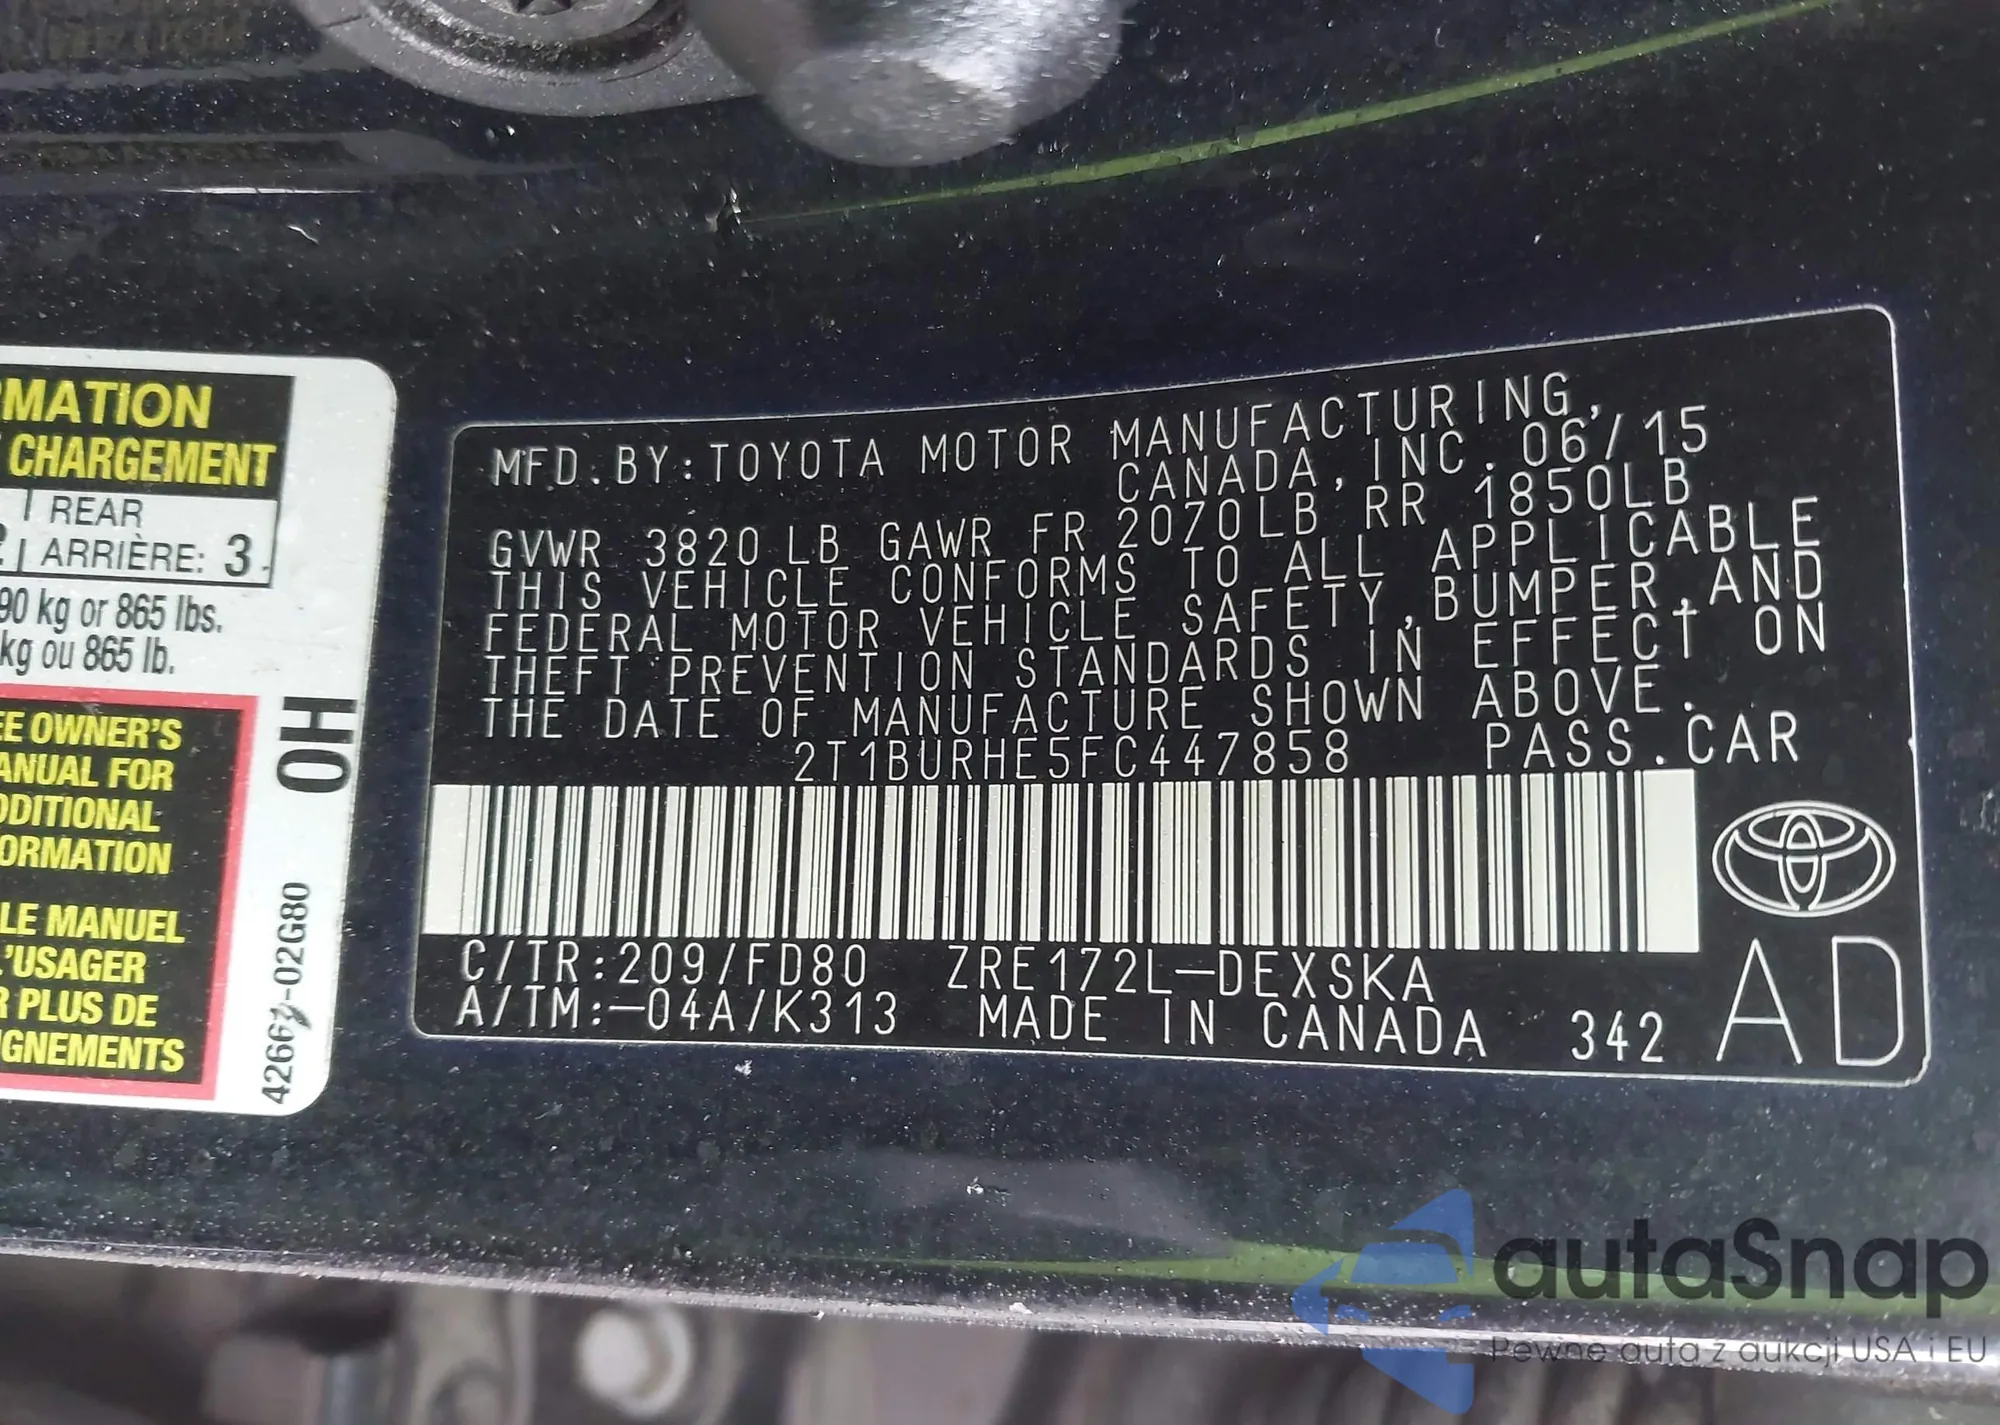 RMATION
CHARGEMENT
REAR
ARRIÈRE: 3
90 kg or 865 lbs.
kg ou 865 lb.
EE OWNER'S
ANUAL FOR
DDITIONAL
ORMATION
LE MANUEL
L'USAGER
R PLUS DE
IGNEMENTS
0H
MFD. BY: TOYOTA MOTOR MANUFACTURING,
CANADA, INC. 06/15
GVWR 3820 LB GAWR FR 2070LB RR 1850LB
THIS VEHICLE CONFORMS TO ALL APPLICABLE
FEDERAL MOTOR VEHICLE SAFETY, BUMPER, AND
THEFT PREVENTION STANDARDS IN EFFECT ON
THE DATE OF MANUFACTURE SHOWN ABOVE.
2T1BURHE5FC447858 PASS. CAR
C/TR: 209/FD80 ZRE172L-DEXSKA
A/TM: -04A/K313 MADE IN CANADA 342
AD
autaSnap
Pewne auta z aukcji USA i EU